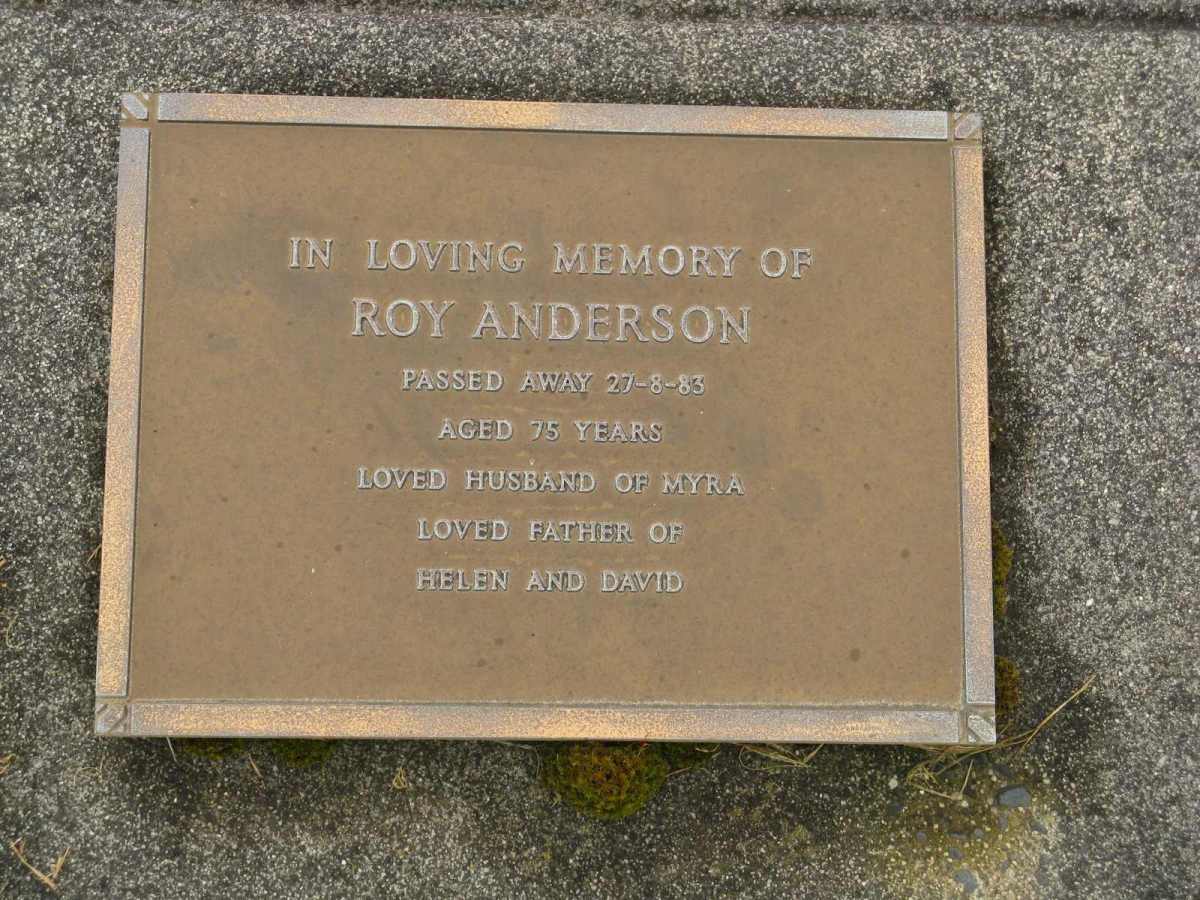 IN LOVING MEMORY OF
ROY ANDERSON
PASSED AWAY 27-8-83
AGED 75 YEARS
LOVED HUSBAND OF MYRA
LOVED FATHER OF
HELEN AND DAVID